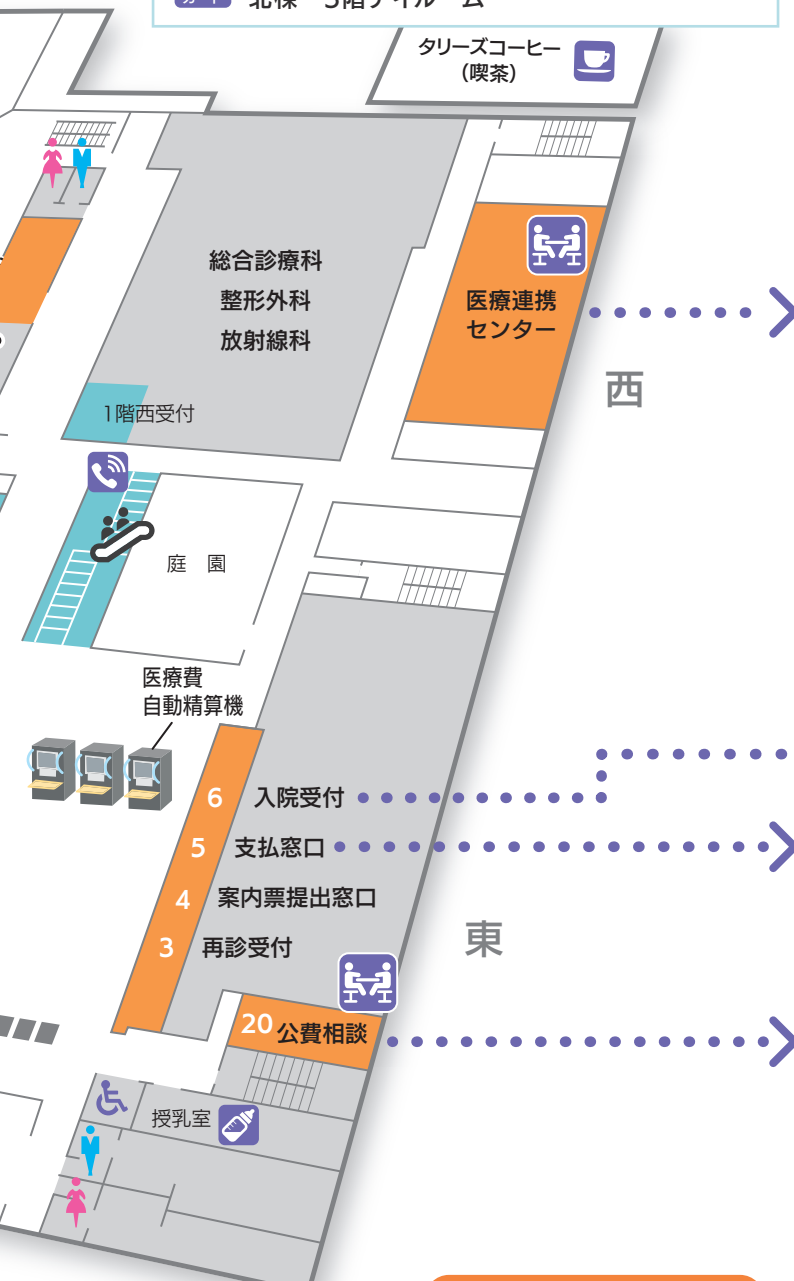 北棟 3階デイルーム
タリーズコーヒー
(喫茶)
総合診療科
整形外科
放射線科
医療連携
センター
西
1階西受付
庭 園
医療費
自動精算機
6 入院受付
5 支払窓口
4 案内票提出窓口
東
3 再診受付
20 公費相談
授乳室